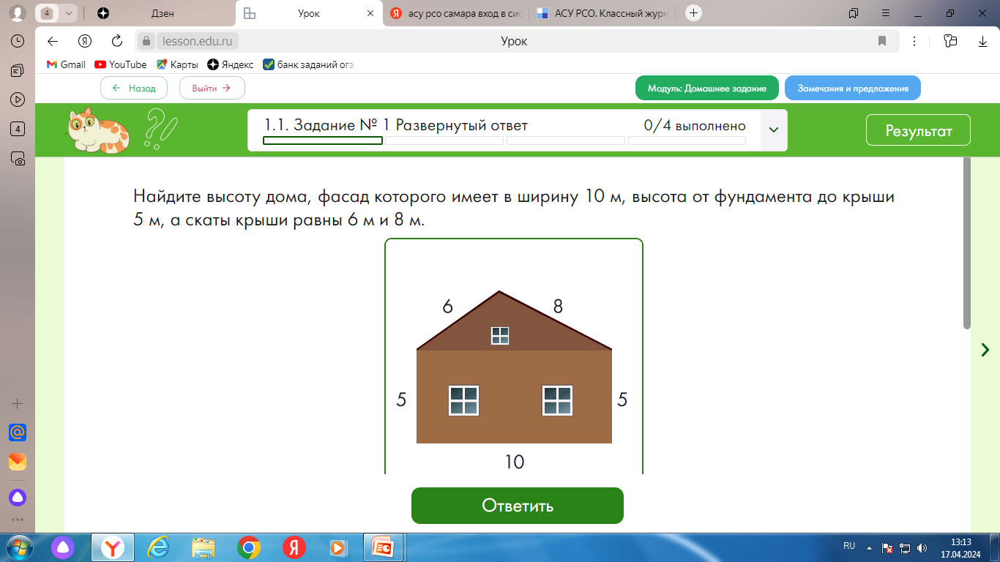 4
Дзен
Урок
асу рсо самара вход в сис
АСУ РСО. Классный журн
lesson.edu.ru
Урок
Gmail
YouTube
Карты
Яндекс
банк заданий огэ
Назад
Выйти
Модуль: Домашнее задание
Замечания и предложения
4
1.1. Задание № 1 Развернутый ответ
0/4 выполнено
Результат
Найдите высоту дома, фасад которого имеет в ширину 10 м, высота от фундамента до крыши
5 м, а скаты крыши равны 6 м и 8 м.
6
8
5
5
10
Ответить
RU
13:13
17.04.2024